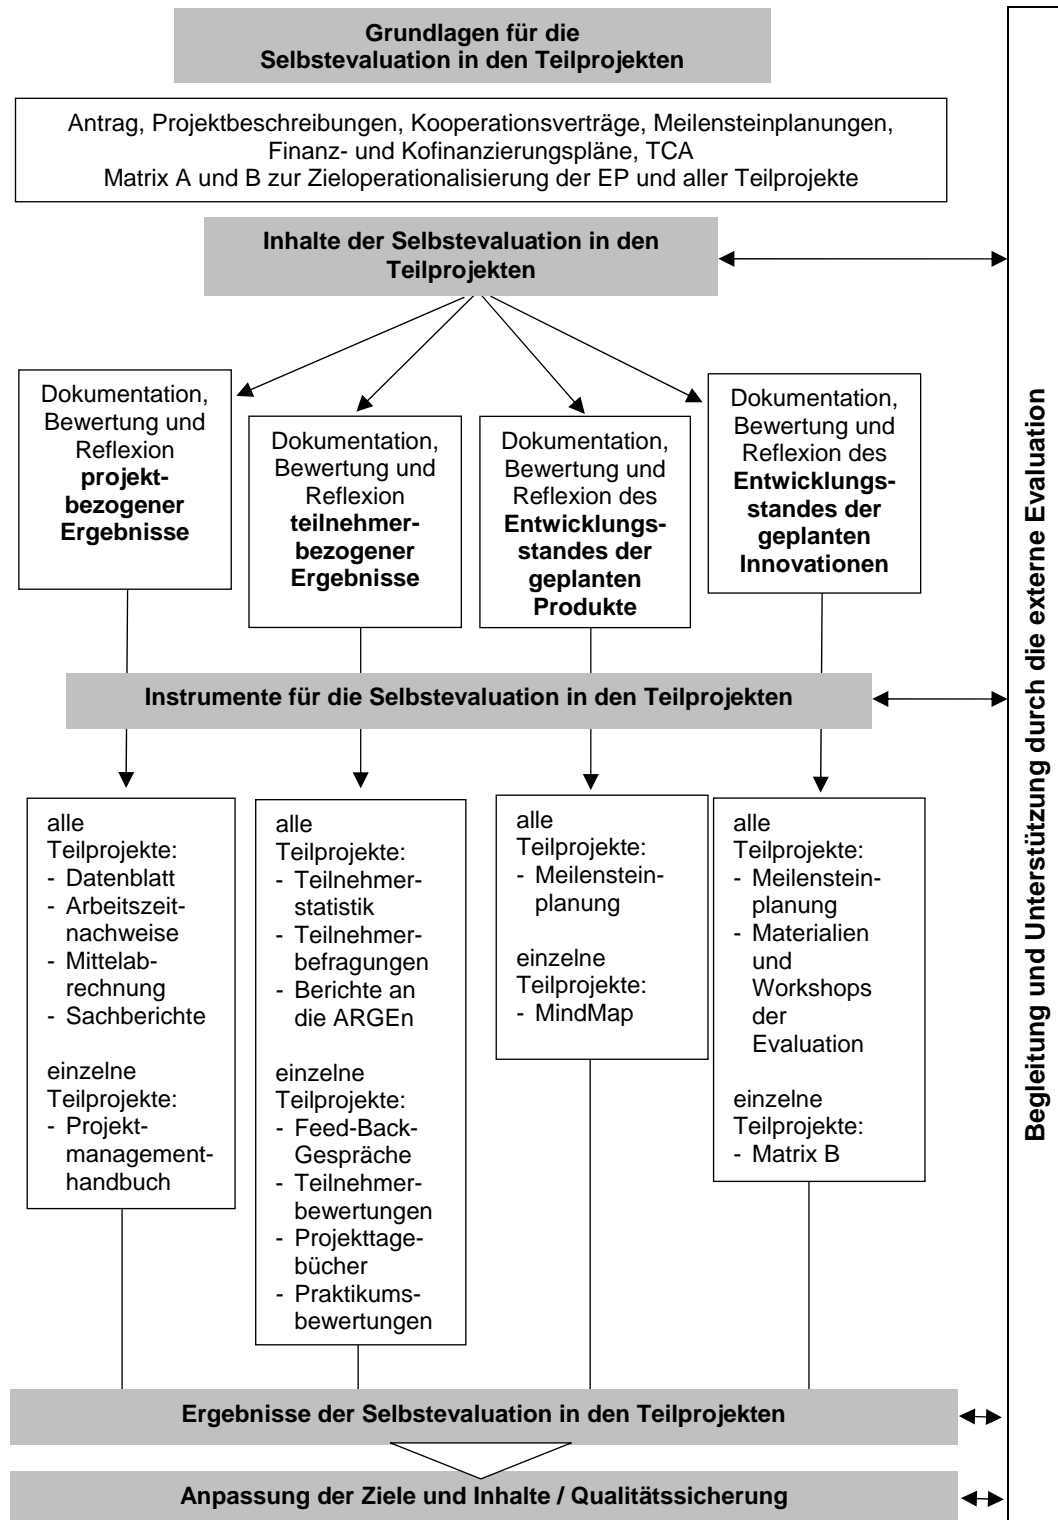 Grundlagen für die
Selbstevaluation in den Teilprojekten
Antrag, Projektbeschreibungen, Kooperationsverträge, Meilensteinplanungen,
Finanz- und Kofinanzierungspläne, TCA
Matrix A und B zur Zieloperationalisierung der EP und aller Teilprojekte
Inhalte der Selbstevaluation in den
Teilprojekten
Dokumentation,
Bewertung und
Reflexion
projekt-
bezogener
Ergebnisse
Dokumentation,
Bewertung und
Reflexion
teilnehmer-
bezogener
Ergebnisse
Dokumentation,
Bewertung und
Reflexion des
Entwicklungs-
standes der
geplanten
Produkte
Dokumentation,
Bewertung und
Reflexion des
Entwicklungs-
standes der
geplanten
Innovationen
Instrumente für die Selbstevaluation in den Teilprojekten
alle
Teilprojekte:
- Datenblatt
- Arbeitszeit-
nachweise
- Mittelab-
rechnung
- Sachberichte
einzelne
Teilprojekte:
- Projekt-
management-
handbuch
alle
Teilprojekte:
- Teilnehmer-
statistik
- Teilnehmer-
befragungen
- Berichte an
die ARGEn
einzelne
Teilprojekte:
- Feed-Back-
Gespräche
- Teilnehmer-
bewertungen
- Projekttage-
bücher
- Praktikums-
bewertungen
alle
Teilprojekte:
- Meilenstein-
planung
einzelne
Teilprojekte:
- MindMap
alle
Teilprojekte:
- Meilenstein-
planung
- Materialien
und
Workshops
der
Evaluation
einzelne
Teilprojekte:
- Matrix B
Ergebnisse der Selbstevaluation in den Teilprojekten
Anpassung der Ziele und Inhalte / Qualitätssicherung
Begleitung und Unterstützung durch die externe Evaluation